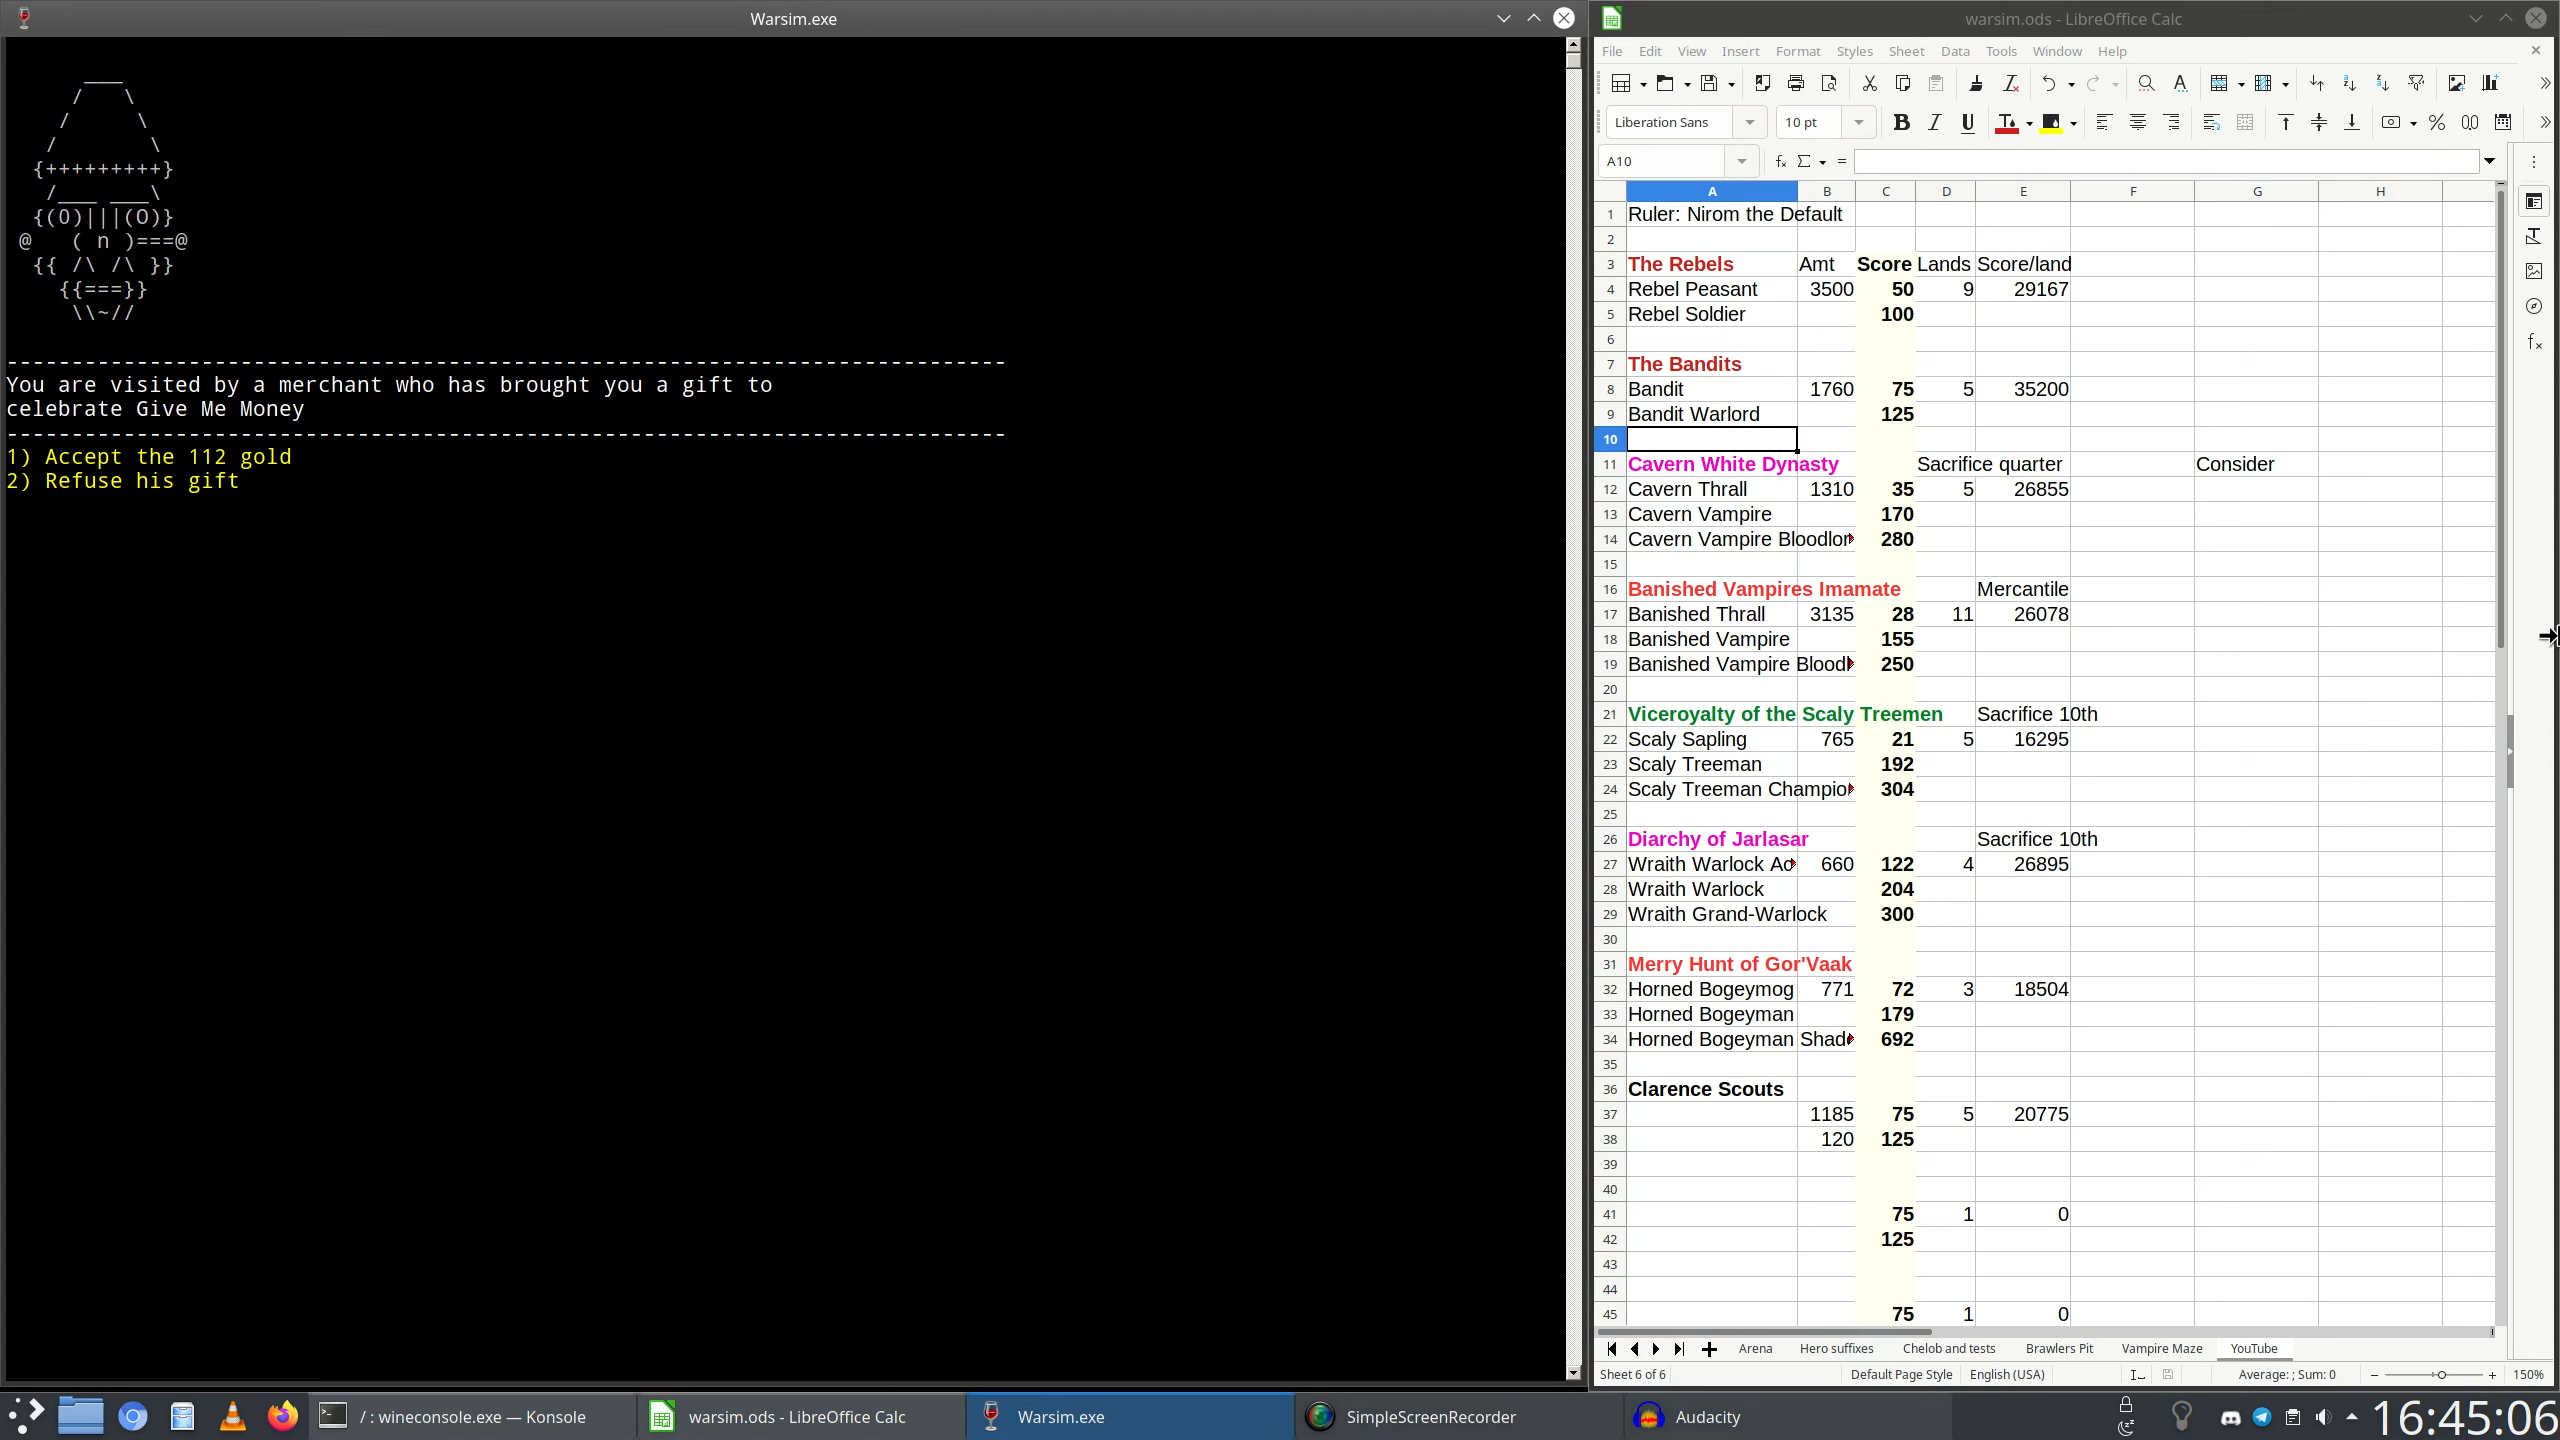 Warsim.exe
You are visited by a merchant who has brought you a gift to
celebrate Give Me Money
1) Accept the 112 gold
2) Refuse his gift
warsim.ods - LibreOffice Calc
File Edit View Insert Format Styles Sheet Data Tools Window Help
Liberation Sans 10 pt
A10
A B C D E F G H
1 Ruler: Nirom the Default
2
3 The Rebels Amt Score Lands Score/land
4 Rebel Peasant 3500 50 9 29167
5 Rebel Soldier 100
6
7 The Bandits
8 Bandit 1760 75 5 35200
9 Bandit Warlord 125
10
11 Cavern White Dynasty Sacrifice quarter Consider
12 Cavern Thrall 1310 35 5 26855
13 Cavern Vampire 170
14 Cavern Vampire Bloodlor 280
15
16 Banished Vampires Imamate Mercantile
17 Banished Thrall 3135 28 11 26078
18 Banished Vampire 155
19 Banished Vampire Bloodl 250
20
21 Viceroyalty of the Scaly Treemen Sacrifice 10th
22 Scaly Sapling 765 21 5 16295
23 Scaly Treeman 192
24 Scaly Treeman Champio 304
25
26 Diarchy of Jarlasar Sacrifice 10th
27 Wraith Warlock Ac 660 122 4 26895
28 Wraith Warlock 204
29 Wraith Grand-Warlock 300
30
31 Merry Hunt of Gor'Vaak
32 Horned Bogeymog 771 72 3 18504
33 Horned Bogeyman 179
34 Horned Bogeyman Shad 692
35
36 Clarence Scouts
37 1185 75 5 20775
38 120 125
39
40
41 75 1 0
42 125
43
44
45 75 1 0
Arena Hero suffixes Chelob and tests Brawlers Pit Vampire Maze YouTube
Sheet 6 of 6 Default Page Style English (USA) Average: ; Sum: 0 150%
/ : wineconsole.exe — Konsole warsim.ods - LibreOffice Calc Warsim.exe SimpleScreenRecorder Audacity 16:45:06